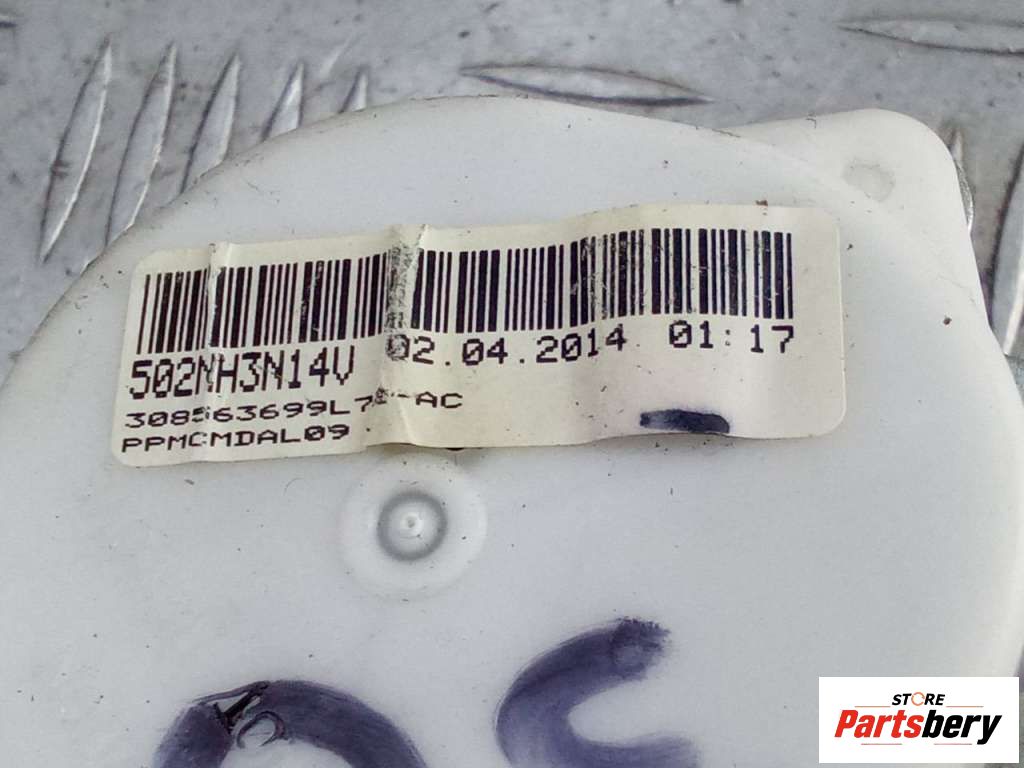 502NH3N14V 02.04.2014 01:17
PPMCMDAL09
STORE
Partsbery